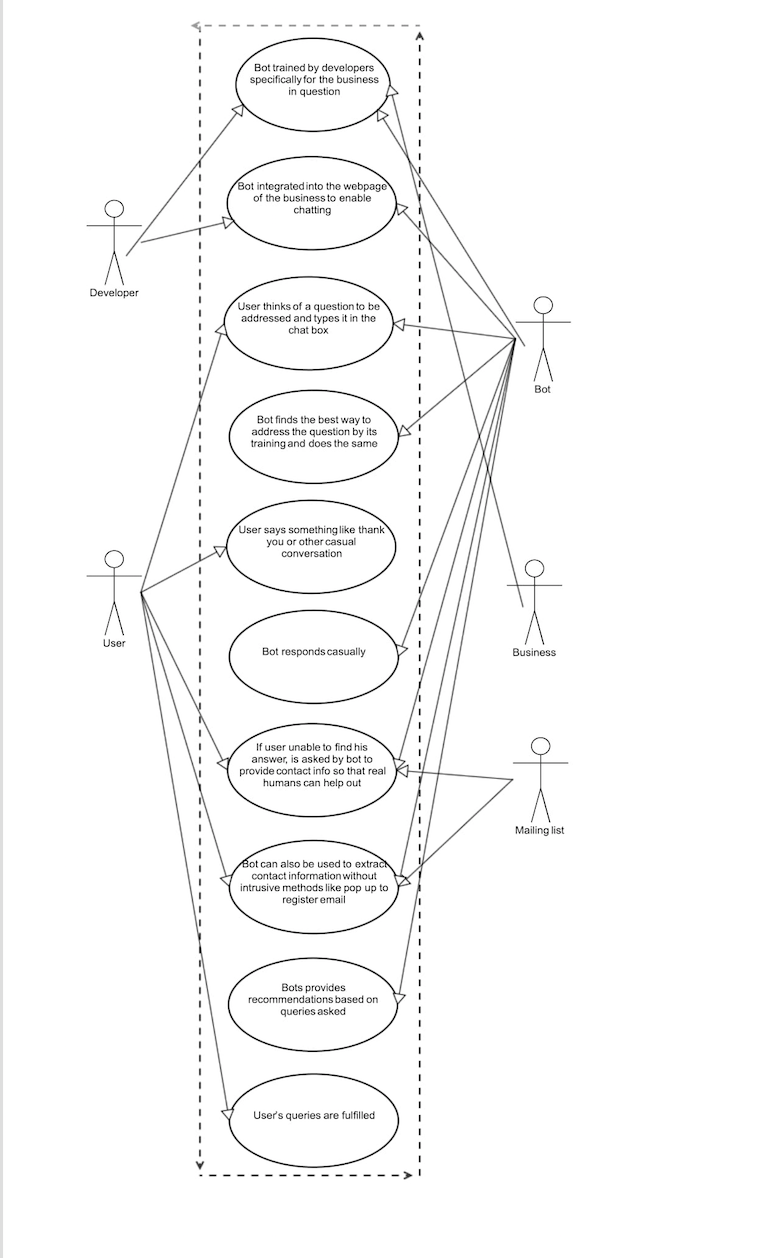 Bot trained by developers
specifically for the business
in question
Bot integrated into the webpage
of the business to enable
chatting
Developer
User thinks of a question to be
addressed and types it in the
chat box
Bot
Bot finds the best way to
address the question by its
training and does the same
User says something like thank
you or other casual
conversation
User
Business
Bot responds casually
If user unable to find his
answer, is asked by bot to
provide contact info so that real
humans can help out
Mailing list
Bot can also be used to extract
contact information without
intrusive methods like pop up to
register email
Bots provides
recommendations based on
queries asked
User's queries are fulfilled